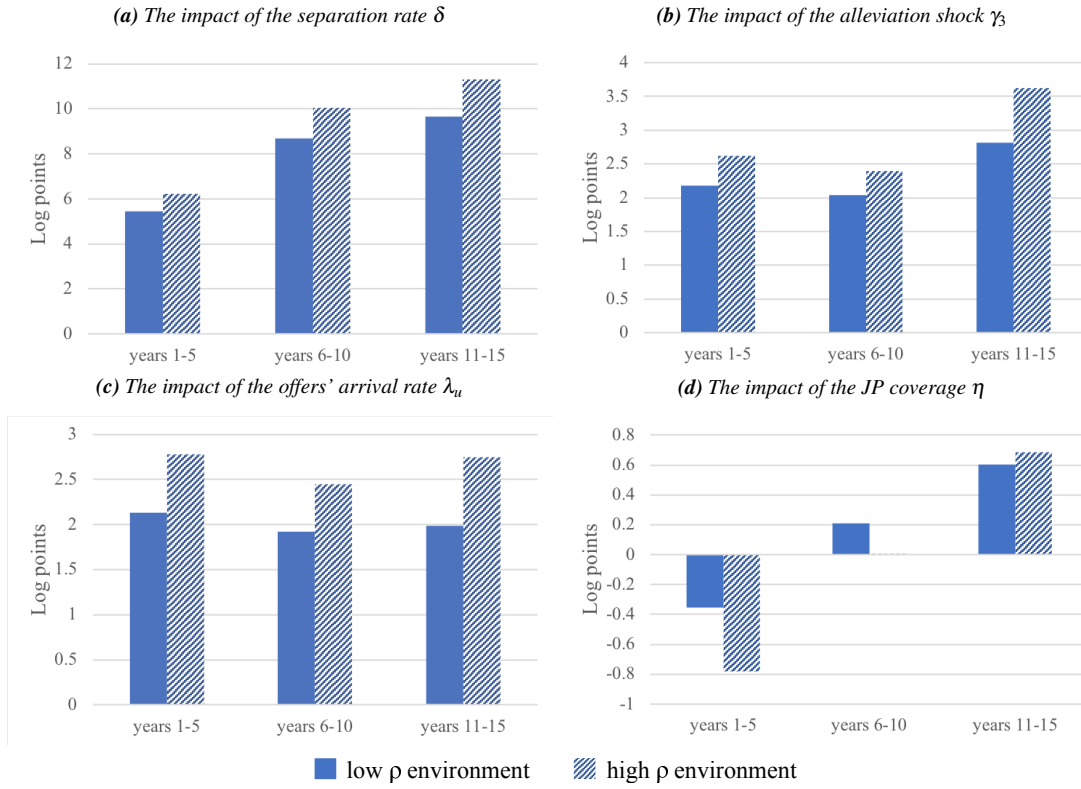 (a) The impact of the separation rate δ
12
10
8
6
4
2
0
Log points
years 1-5 years 6-10 years 11-15
(b) The impact of the alleviation shock γ₃
4
3.5
3
2.5
2
1.5
1
0.5
0
Log points
years 1-5 years 6-10 years 11-15
(c) The impact of the offers’ arrival rate λᵤ
3
2.5
2
1.5
1
0.5
0
Log points
years 1-5 years 6-10 years 11-15
(d) The impact of the JP coverage η
0.8
0.6
0.4
0.2
0
-0.2
-0.4
-0.6
-0.8
-1
Log points
years 1-5 years 6-10 years 11-15
low ρ environment high ρ environment